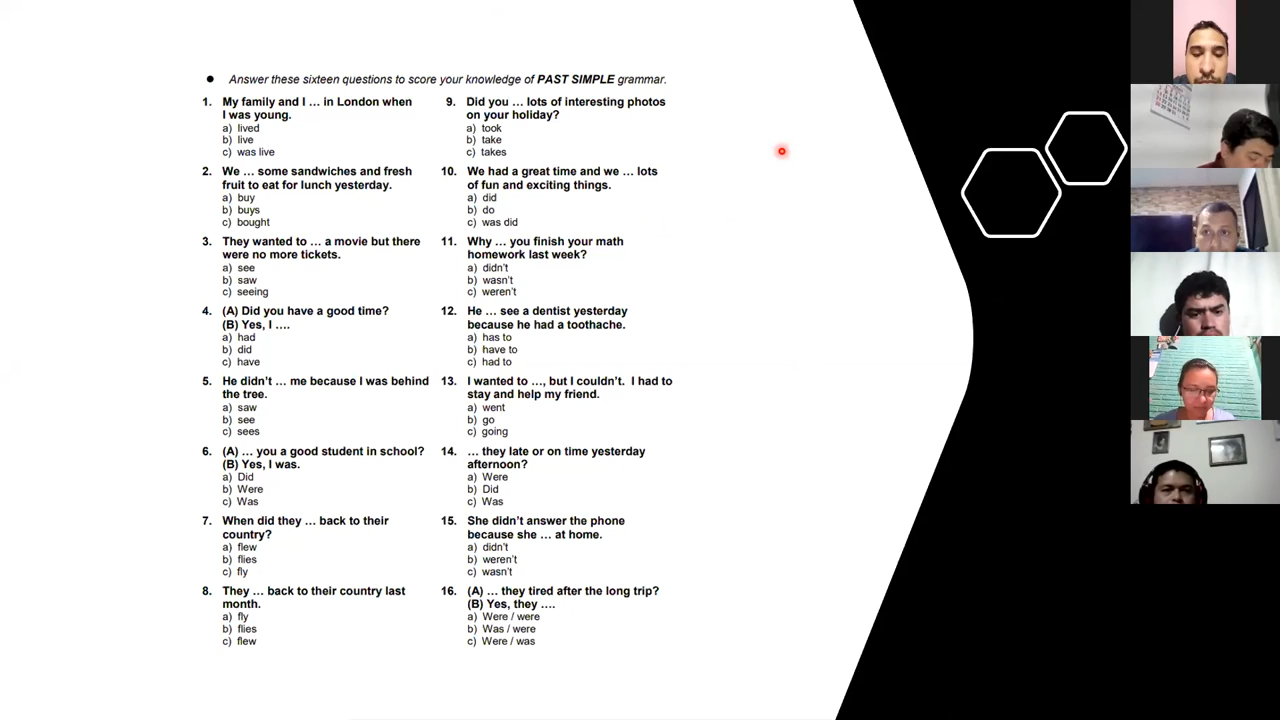 ● Answer these sixteen questions to score your knowledge of PAST SIMPLE grammar.
1. My family and I … in London when
I was young.
a) lived
b) live
c) was live
2. We … some sandwiches and fresh
fruit to eat for lunch yesterday.
a) buy
b) buys
c) bought
3. They wanted to … a movie but there
were no more tickets.
a) see
b) saw
c) seeing
4. (A) Did you have a good time?
(B) Yes, I ….
a) had
b) did
c) have
5. He didn't … me because I was behind
the tree.
a) saw
b) see
c) sees
6. (A) … you a good student in school?
(B) Yes, I was.
a) Did
b) Were
c) Was
7. When did they … back to their
country?
a) flew
b) flies
c) fly
8. They … back to their country last
month.
a) fly
b) flies
c) flew
9. Did you … lots of interesting photos
on your holiday?
a) took
b) take
c) takes
10. We had a great time and we … lots
of fun and exciting things.
a) did
b) do
c) was did
11. Why … you finish your math
homework last week?
a) didn't
b) wasn't
c) weren't
12. He … see a dentist yesterday
because he had a toothache.
a) has to
b) have to
c) had to
13. I wanted to …, but I couldn't. I had to
stay and help my friend.
a) went
b) go
c) going
14. … they late or on time yesterday
afternoon?
a) Were
b) Did
c) Was
15. She didn't answer the phone
because she … at home.
a) didn't
b) weren't
c) wasn't
16. (A) … they tired after the long trip?
(B) Yes, they ….
a) Were / were
b) Was / were
c) Were / was